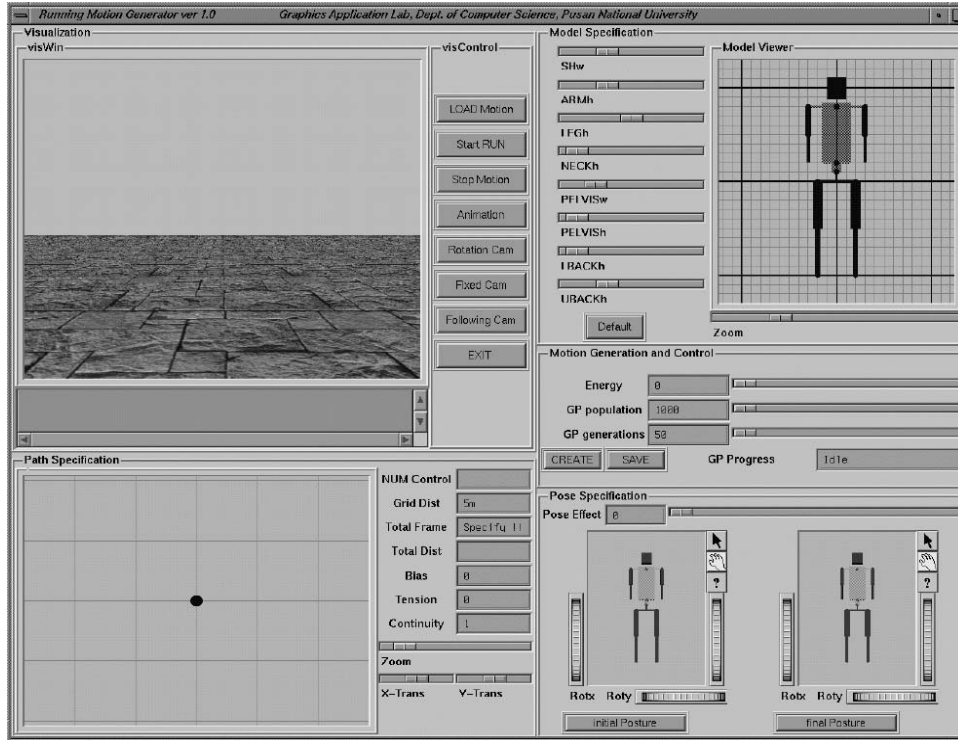 Running Motion Generator ver 1.0 Graphics Application Lab, Dept. of Computer Science, Pusan National University
Visualization
visWin
visControl
LOAD Motion
Start RUN
Stop Motion
Animation
Rotation Cam
Fixed Cam
Following Cam
EXIT
Model Specification
SHw
ARMh
LEGh
NECKh
PELVISw
PELVISh
LBACKh
UBACKh
Default
Model Viewer
Zoom
Motion Generation and Control
Energy 0
GP population 1000
GP generations 50
CREATE SAVE GP Progress Idle
Path Specification
NUM Control
Grid Dist 5m
Total Frame Specify !!
Total Dist
Bias 0
Tension 0
Continuity 1
Zoom
X-Trans Y-Trans
Pose Specification
Pose Effect 0
?
?
Rotx Roty
Rotx Roty
initial Posture
final Posture